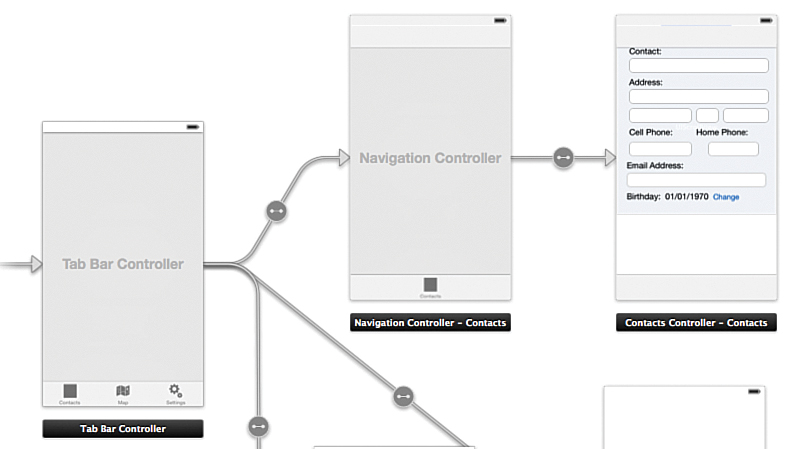 Contact:
Address:
Cell Phone: Home Phone:
Email Address:
Birthday: 01/01/1970 Change
Navigation Controller
Contacts
Navigation Controller – Contacts
Contacts Controller – Contacts
Tab Bar Controller
Contacts Map Settings
Tab Bar Controller